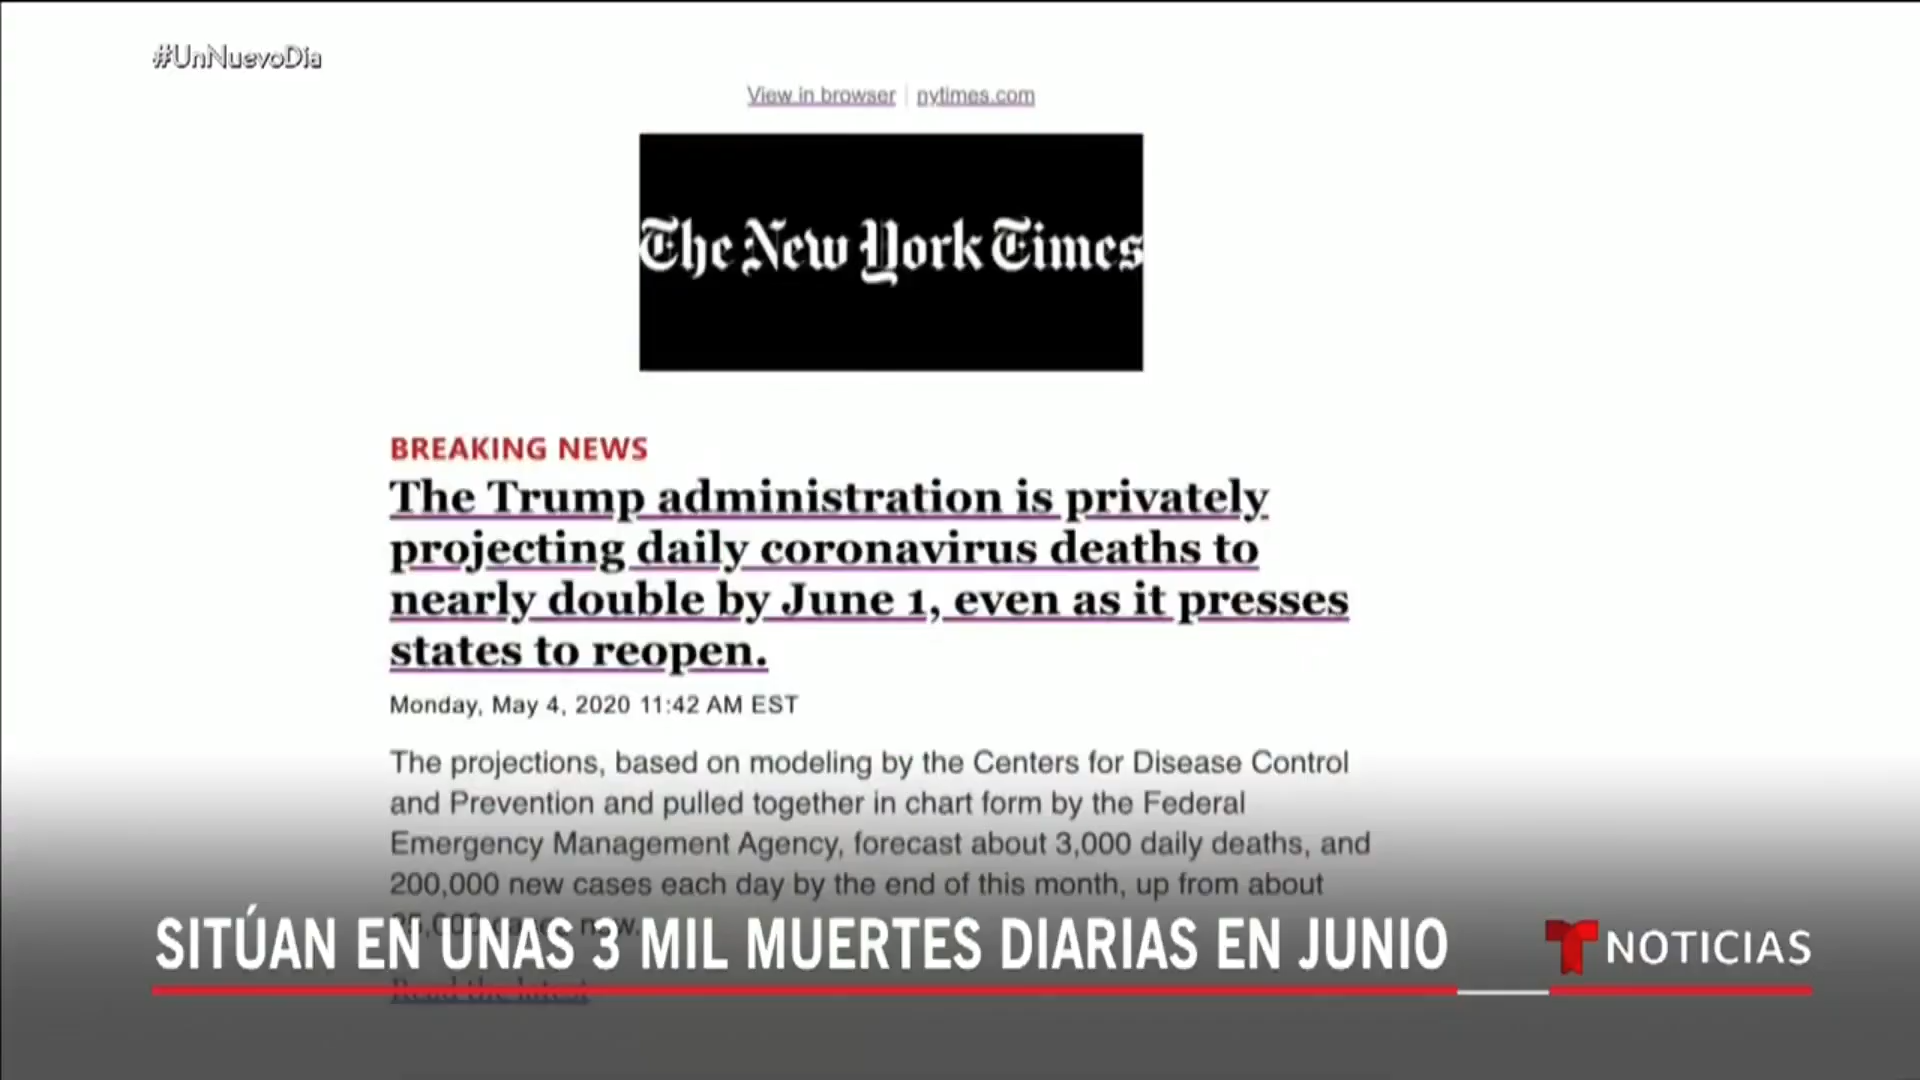 #UnNuevoDía
View in browser | nytimes.com
The New York Times
BREAKING NEWS
The Trump administration is privately
projecting daily coronavirus deaths to
nearly double by June 1, even as it presses
states to reopen.
Monday, May 4, 2020 11:42 AM EST
The projections, based on modeling by the Centers for Disease Control
and Prevention and pulled together in chart form by the Federal
Emergency Management Agency, forecast about 3,000 daily deaths, and
200,000 new cases each day by the end of this month, up from about
SITÚAN EN UNAS 3 MIL MUERTES DIARIAS EN JUNIO
NOTICIAS
Read the latest